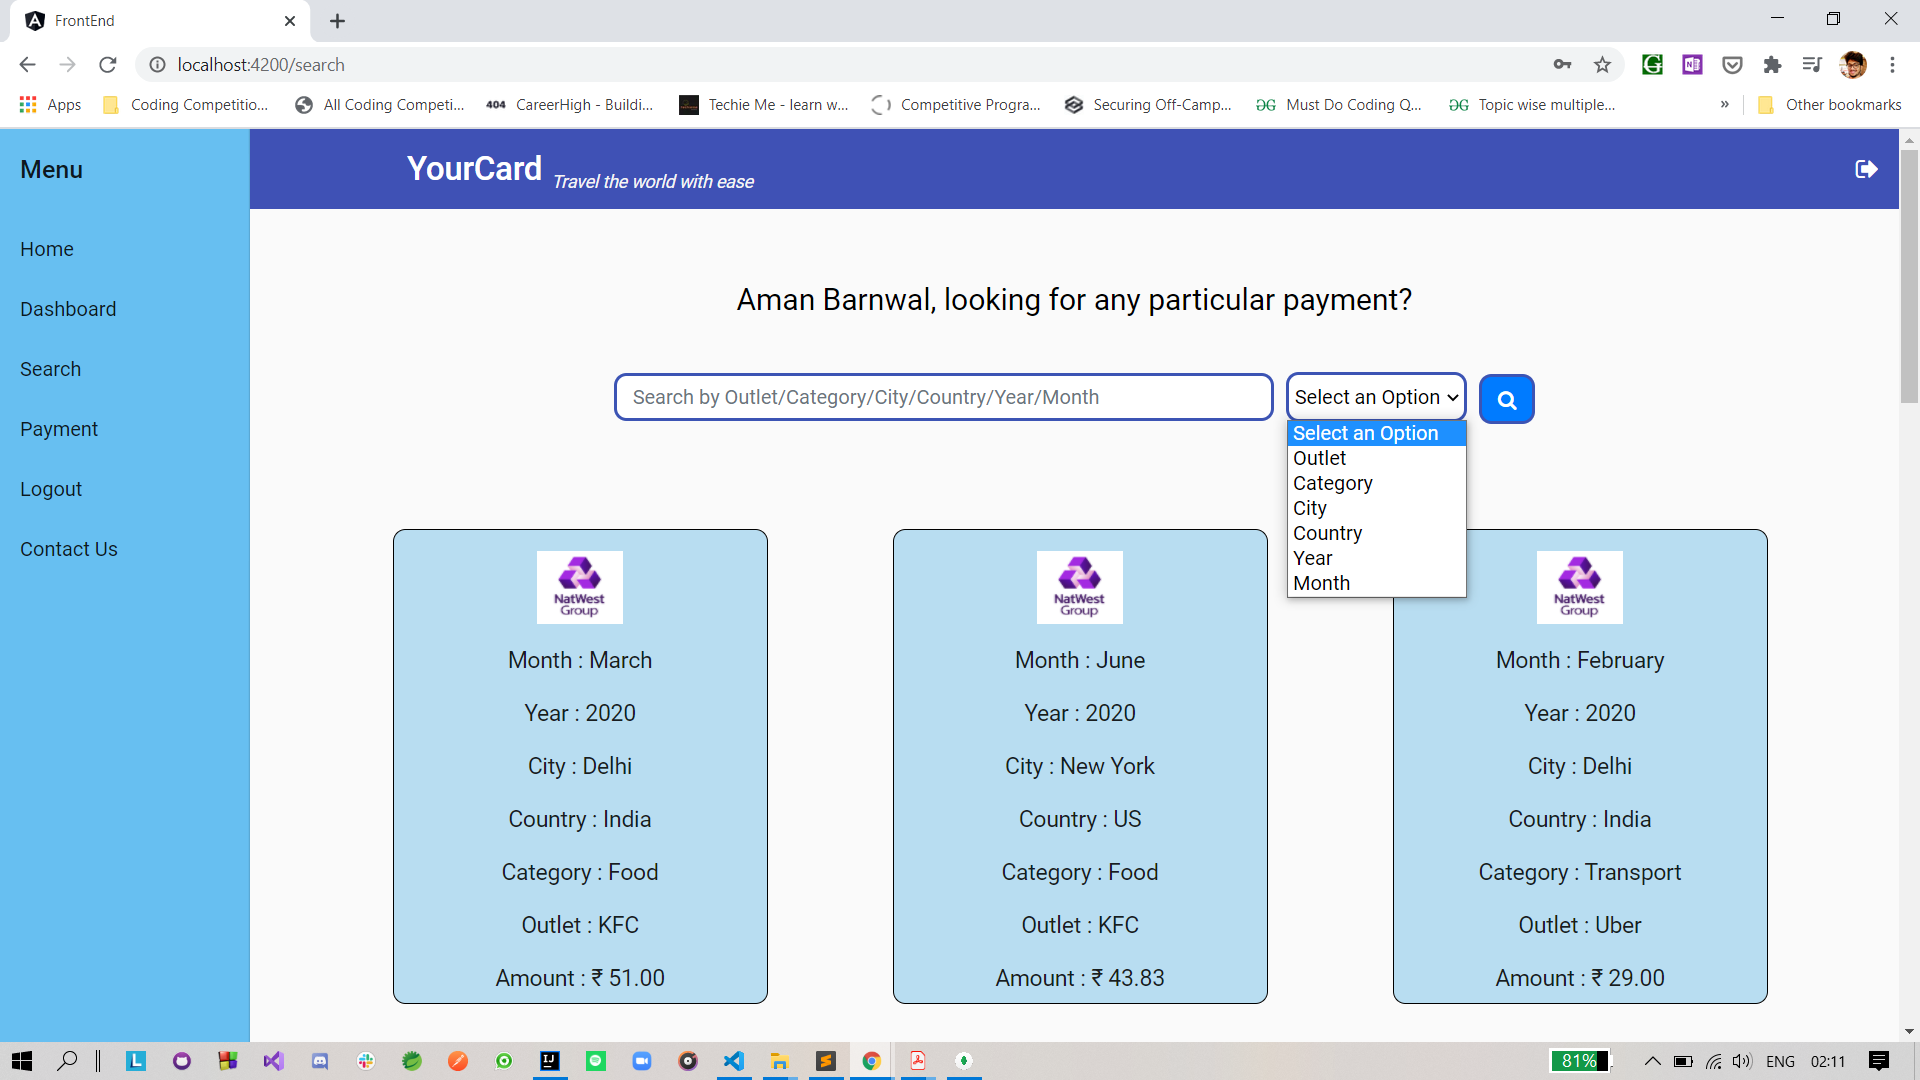 FrontEnd
localhost:4200/search
Apps
Coding Competitio...
All Coding Competi...
404 CareerHigh - Buildi...
Techie Me - learn w...
Competitive Progra...
Securing Off-Camp...
Must Do Coding Q...
Topic wise multiple...
»
Other bookmarks
Menu
YourCard Travel the world with ease
Home
Dashboard
Search
Payment
Logout
Contact Us
Aman Barnwal, looking for any particular payment?
Search by Outlet/Category/City/Country/Year/Month
Select an Option
Select an Option
Outlet
Category
City
Country
Year
Month
NatWest
Group
Month : March
Year : 2020
City : Delhi
Country : India
Category : Food
Outlet : KFC
Amount : ₹ 51.00
NatWest
Group
Month : June
Year : 2020
City : New York
Country : US
Category : Food
Outlet : KFC
Amount : ₹ 43.83
NatWest
Group
Month : February
Year : 2020
City : Delhi
Country : India
Category : Transport
Outlet : Uber
Amount : ₹ 29.00
81%
ENG
02:11